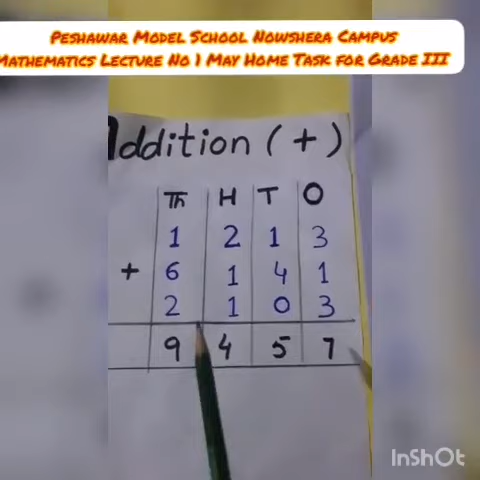 Peshawar Model School Nowshera Campus
Mathematics Lecture No 1 May Home Task for Grade III
Addition (+)
Th H T O
1 2 1 3
+ 6 1 4 1
2 1 0 3
9 4 5 7
InShOt